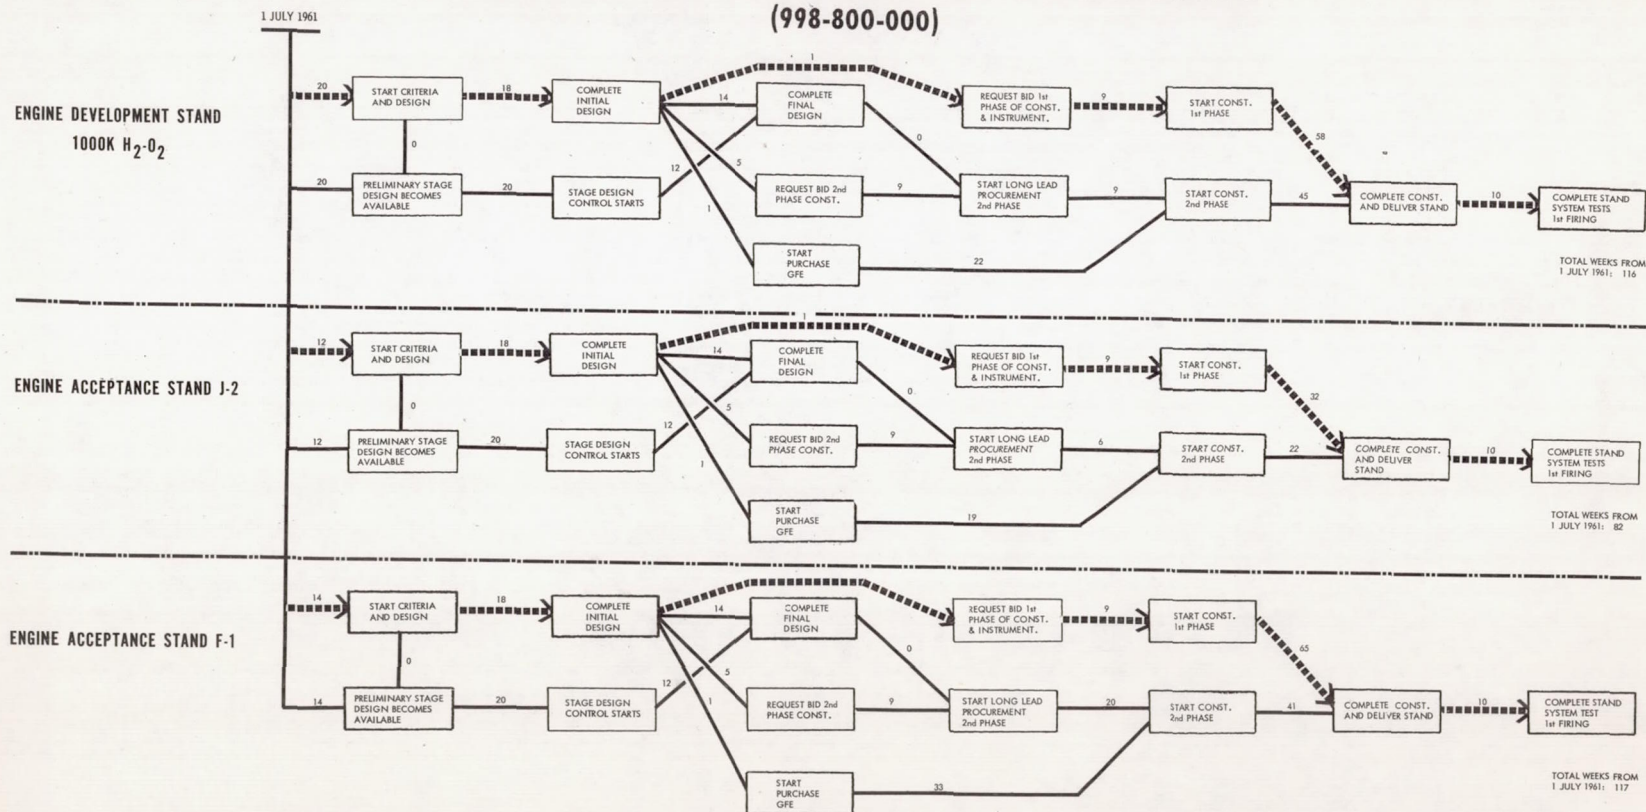 1 JULY 1961
(998-800-000)
ENGINE DEVELOPMENT STAND
1000K H2-O2
20
START CRITERIA
AND DESIGN
18
COMPLETE
INITIAL
DESIGN
1
14
COMPLETE
FINAL
DESIGN
REQUEST BID 1st
PHASE OF CONST.
& INSTRUMENT.
9
START CONST.
1st PHASE
58
0
0
12
5
1
20
PRELIMINARY STAGE
DESIGN BECOMES
AVAILABLE
20
STAGE DESIGN
CONTROL STARTS
REQUEST BID 2nd
PHASE CONST.
9
START LONG LEAD
PROCUREMENT
2nd PHASE
9
START CONST.
2nd PHASE
45
COMPLETE CONST.
AND DELIVER STAND
10
COMPLETE STAND
SYSTEM TESTS
1st FIRING
START
PURCHASE
GFE
22
TOTAL WEEKS FROM
1 JULY 1961: 116
ENGINE ACCEPTANCE STAND J-2
12
START CRITERIA
AND DESIGN
18
COMPLETE
INITIAL
DESIGN
1
14
COMPLETE
FINAL
DESIGN
REQUEST BID 1st
PHASE OF CONST.
& INSTRUMENT.
9
START CONST.
1st PHASE
32
0
0
12
5
1
12
PRELIMINARY STAGE
DESIGN BECOMES
AVAILABLE
20
STAGE DESIGN
CONTROL STARTS
REQUEST BID 2nd
PHASE CONST.
9
START LONG LEAD
PROCUREMENT
2nd PHASE
6
START CONST.
2nd PHASE
22
COMPLETE CONST.
AND DELIVER
STAND
10
COMPLETE STAND
SYSTEM TESTS
1st FIRING
START
PURCHASE
GFE
19
TOTAL WEEKS FROM
1 JULY 1961: 82
ENGINE ACCEPTANCE STAND F-1
14
START CRITERIA
AND DESIGN
18
COMPLETE
INITIAL
DESIGN
14
COMPLETE
FINAL
DESIGN
REQUEST BID 1st
PHASE OF CONST.
& INSTRUMENT.
9
START CONST.
1st PHASE
65
0
0
12
5
1
14
PRELIMINARY STAGE
DESIGN BECOMES
AVAILABLE
20
STAGE DESIGN
CONTROL STARTS
REQUEST BID 2nd
PHASE CONST.
9
START LONG LEAD
PROCUREMENT
2nd PHASE
20
START CONST.
2nd PHASE
41
COMPLETE CONST.
AND DELIVER STAND
10
COMPLETE STAND
SYSTEM TEST
1st FIRING
START
PURCHASE
GFE
33
TOTAL WEEKS FROM
1 JULY 1961: 117